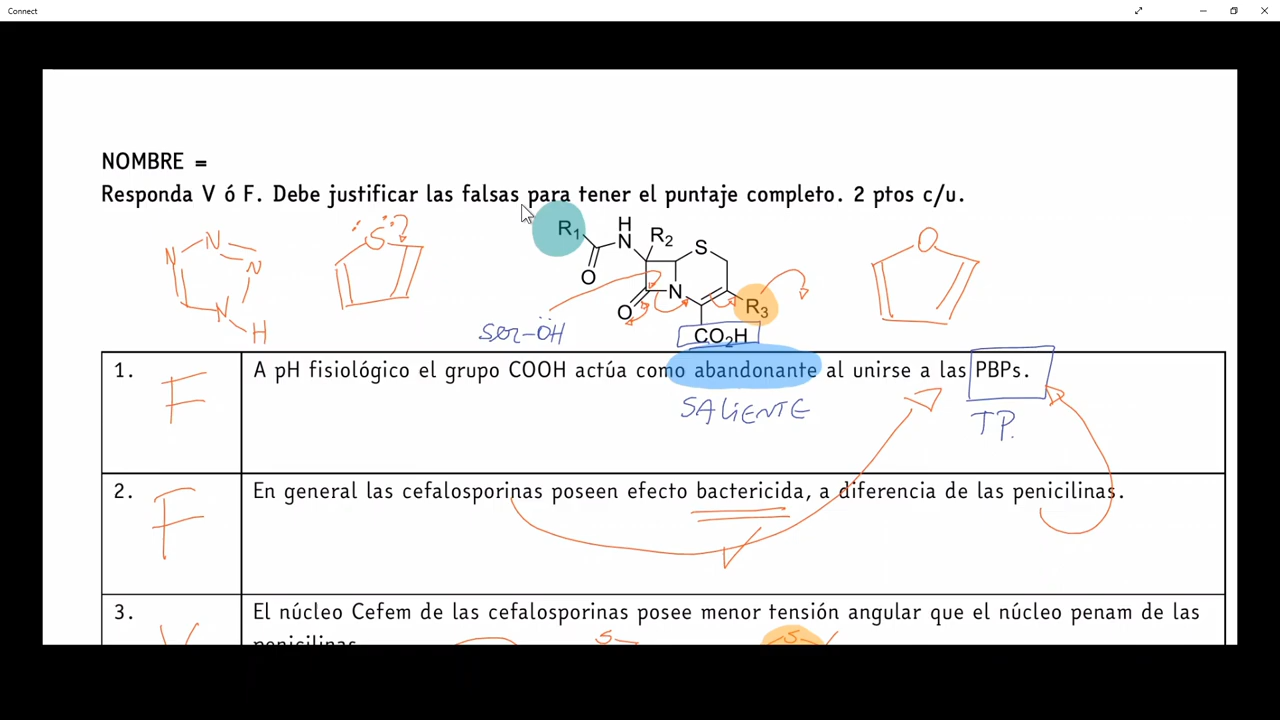 Connect
NOMBRE =
Responda V ó F. Debe justificar las falsas para tener el puntaje completo. 2 ptos c/u.
N N N N H
S
R1 O H N R2 S O N R3 CO2H
O
ser-ÖH
1. F A pH fisiológico el grupo COOH actúa como abandonante al unirse a las PBPs.
SALIENTE TP.
2. F En general las cefalosporinas poseen efecto bactericida, a diferencia de las penicilinas.
3. V El núcleo Cefem de las cefalosporinas posee menor tensión angular que el núcleo penam de las
penicilinas
S S